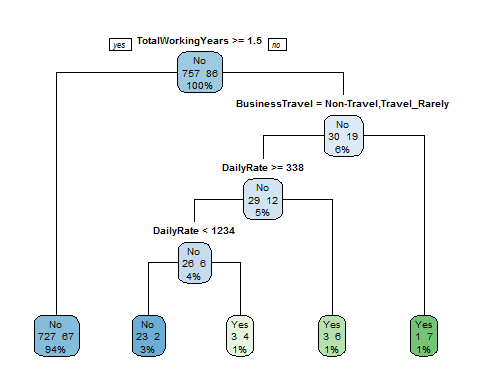 yes TotalWorkingYears >= 1.5 no
No
757 86
100%
BusinessTravel = Non-Travel,Travel_Rarely
No
30 19
6%
DailyRate >= 338
No
29 12
5%
DailyRate < 1234
No
26 6
4%
No
727 67
94%
No
23 2
3%
Yes
3 4
1%
Yes
3 6
1%
Yes
1 7
1%